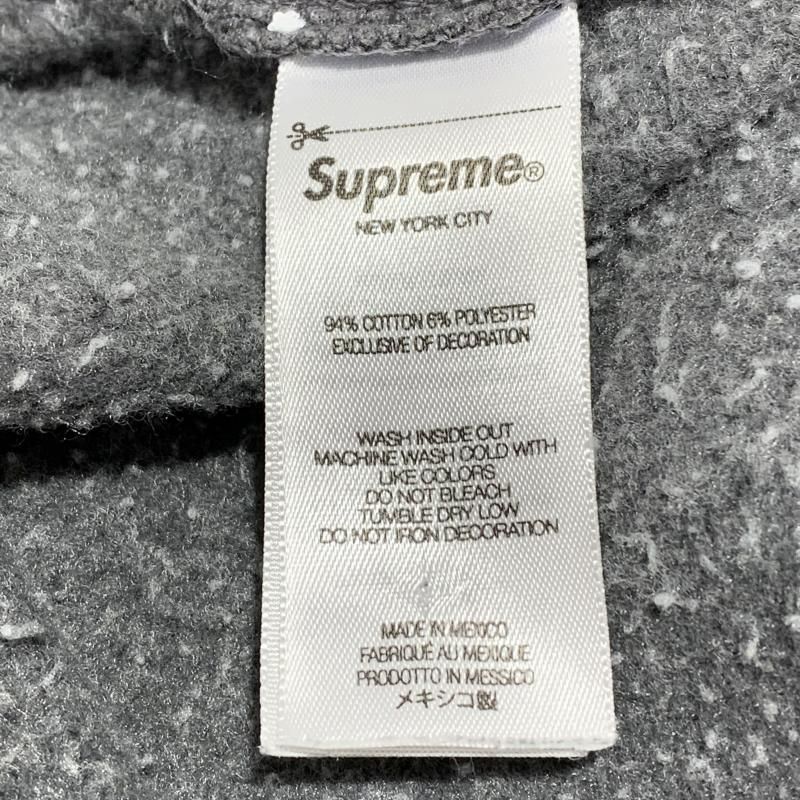 Supreme®
NEW YORK CITY
94% COTTON 6% POLYESTER
EXCLUSIVE OF DECORATION
WASH INSIDE OUT
MACHINE WASH COLD WITH
LIKE COLORS
DO NOT BLEACH
TUMBLE DRY LOW
DO NOT IRON DECORATION
MADE IN MEXICO
FABRIQUÉ AU MEXIQUE
PRODOTTO IN MESSICO
メキシコ製